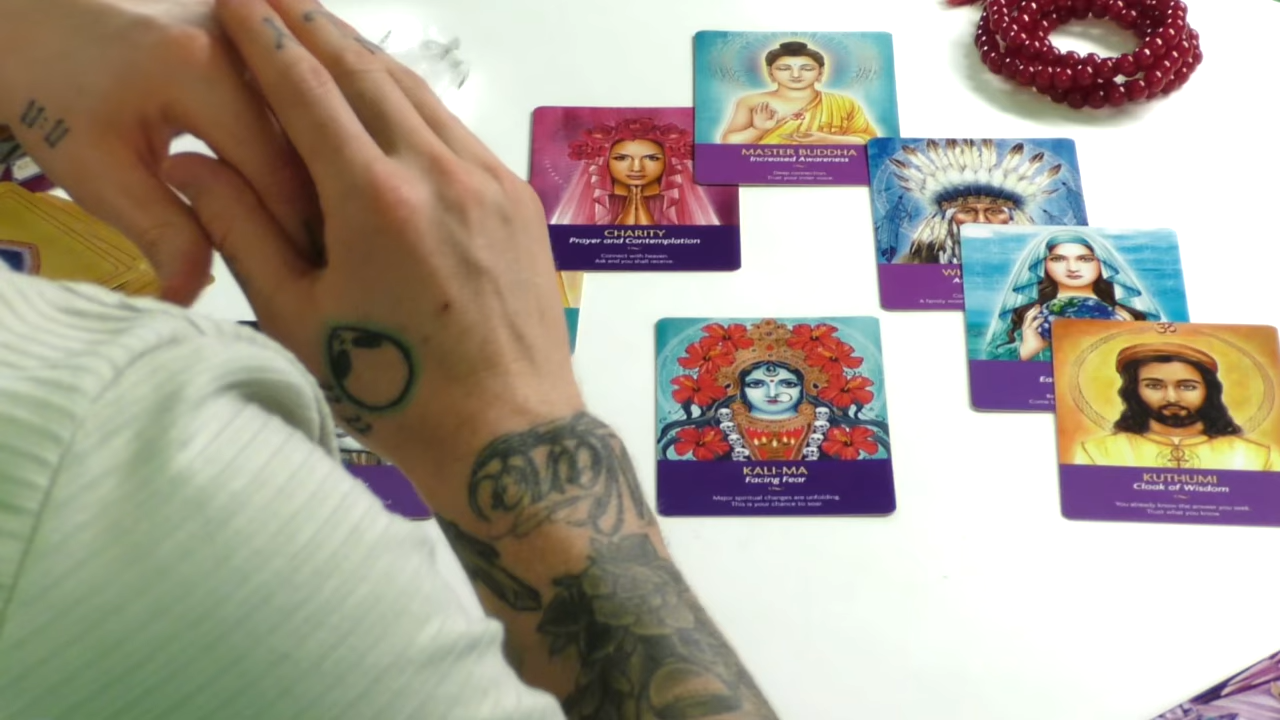 MASTER BUDDHA
Increased Awareness
Deep connection.
Trust your inner voice.
CHARITY
Prayer and Contemplation
Connect with heaven.
Ask and you shall receive.
KALI-MA
Facing Fear
Major spiritual changes are unfolding.
This is your chance to soar.
KUTHUMI
Cloak of Wisdom
You already know the answer you seek.
Trust what you know.
11:11